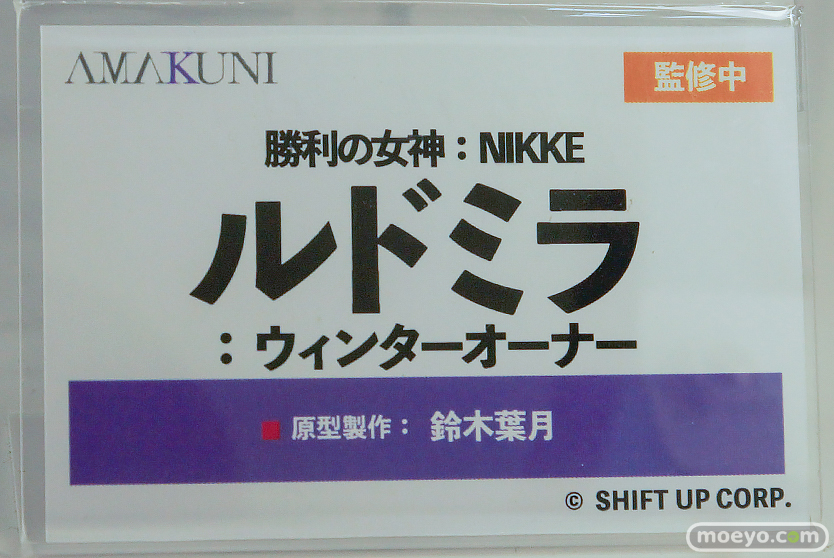 AMAKUNI
監修中
勝利の女神：NIKKE
ルドミラ
：ウィンターオーナー
■ 原型製作： 鈴木葉月
© SHIFT UP CORP.
moeyo.com